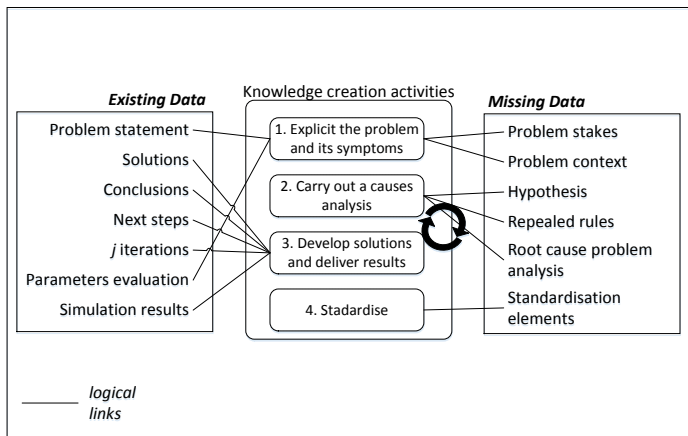 Knowledge creation activities
Existing Data
Missing Data
Problem statement
Solutions
Conclusions
Next steps
j iterations
Parameters evaluation
Simulation results
1. Explicit the problem
and its symptoms
2. Carry out a causes
analysis
3. Develop solutions
and deliver results
4. Stadardise
Problem stakes
Problem context
Hypothesis
Repealed rules
Root cause problem
analysis
Standardisation
elements
logical
links